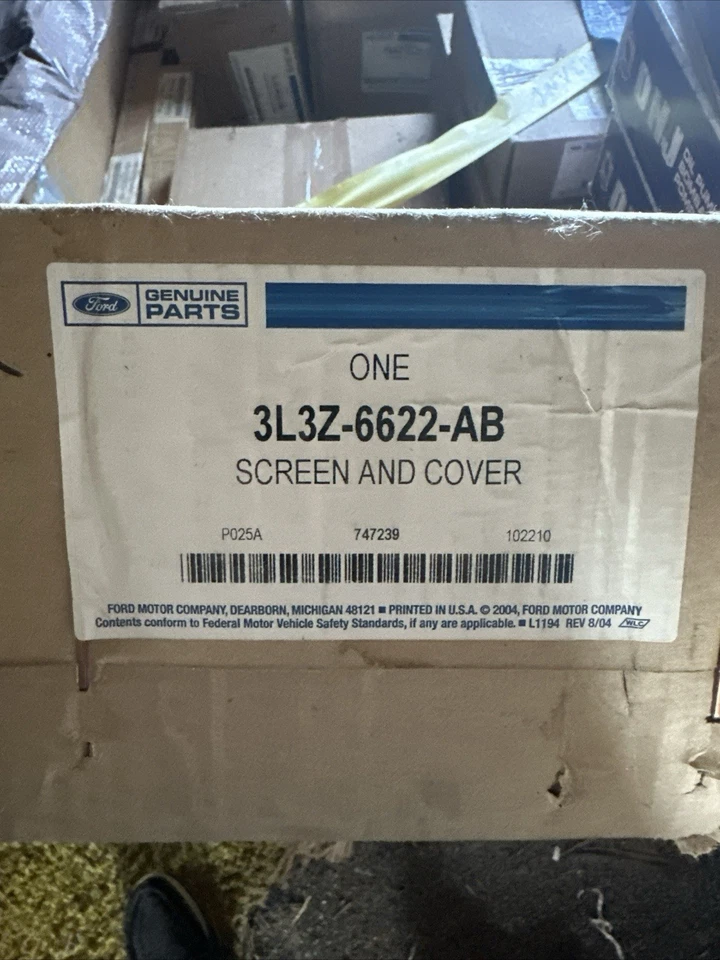 DNJ
Ford
GENUINE
PARTS
ONE
3L3Z-6622-AB
SCREEN AND COVER
P025A 747239 102210
FORD MOTOR COMPANY, DEARBORN, MICHIGAN 48121 ■ PRINTED IN U.S.A. © 2004, FORD MOTOR COMPANY
Contents conform to Federal Motor Vehicle Safety Standards, if any are applicable. ■ L1194 REV 8/04 WLC